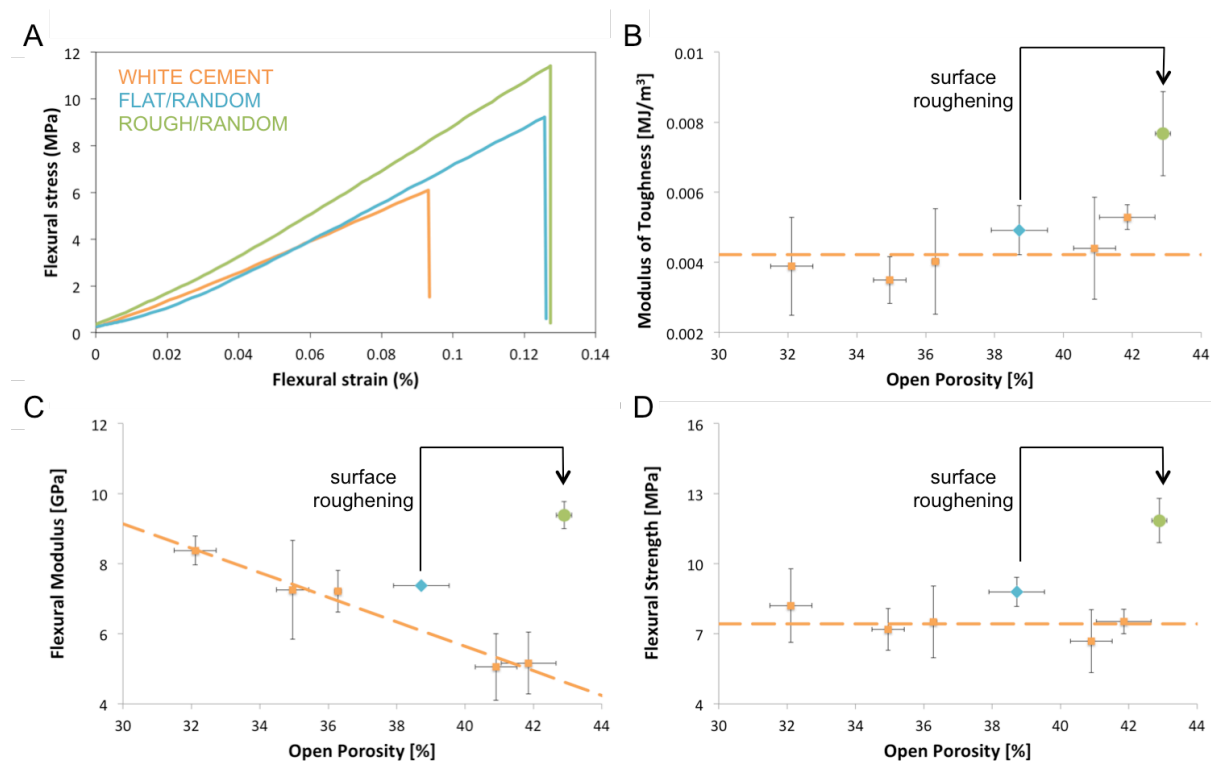 A
12
10
8
6
4
2
0
Flexural stress (MPa)
WHITE CEMENT
FLAT/RANDOM
ROUGH/RANDOM
0 0.02 0.04 0.06 0.08 0.1 0.12 0.14
Flexural strain (%)
B
0.01
0.008
0.006
0.004
0.002
Modulus of Toughness [MJ/m³]
surface
roughening
30 32 34 36 38 40 42 44
Open Porosity [%]
C
12
10
8
6
4
Flexural Modulus [GPa]
surface
roughening
30 32 34 36 38 40 42 44
Open Porosity [%]
D
16
13
10
7
4
Flexural Strength [MPa]
surface
roughening
30 32 34 36 38 40 42 44
Open Porosity [%]